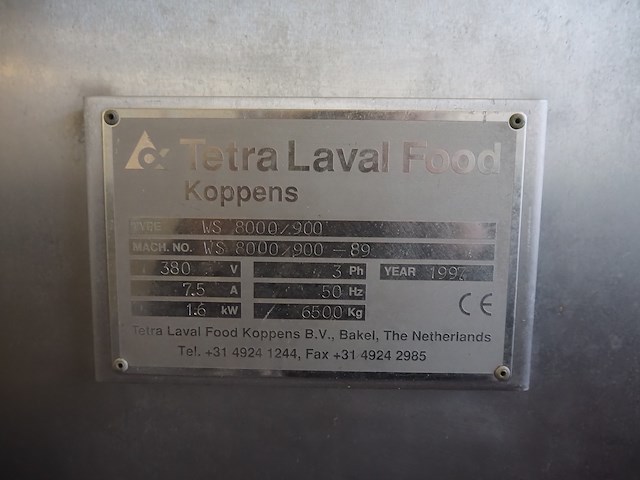 Tetra Laval Food
Koppens
TYPE WS 8000/900
MACH. NO. WS 8000/900 - 89
380 V 3 Ph YEAR 1997
7.5 A 50 Hz
1.6 kW 6500 Kg CE
Tetra Laval Food Koppens B.V., Bakel, The Netherlands
Tel. +31 4924 1244, Fax +31 4924 2985